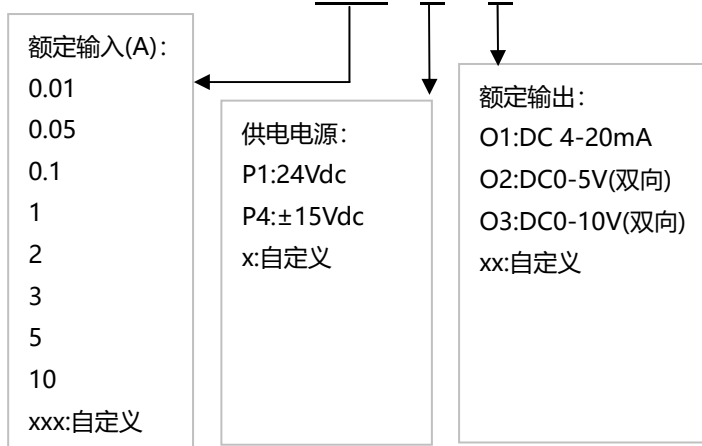 额定输入(A):
0.01
0.05
0.1
1
2
3
5
10
xxx:自定义
供电电源:
P1:24Vdc
P4:±15Vdc
x:自定义
额定输出:
O1:DC 4-20mA
O2:DC0-5V(双向)
O3:DC0-10V(双向)
xx:自定义